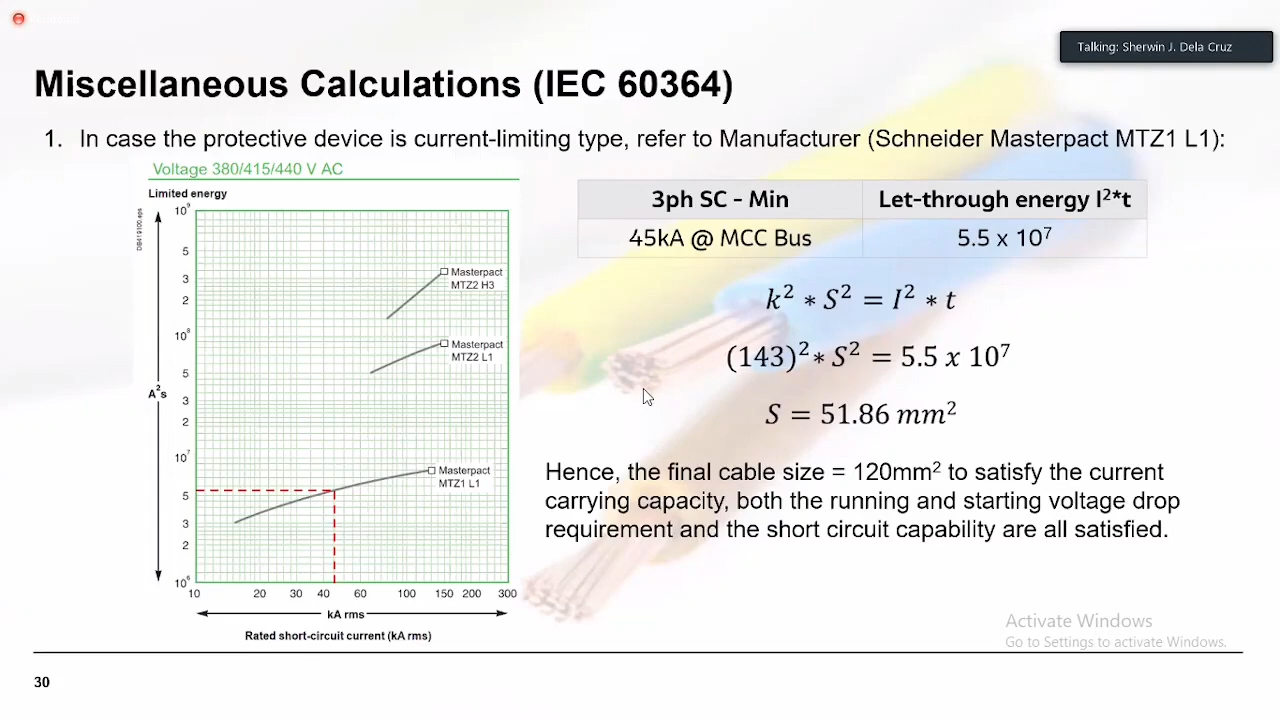 Talking: Sherwin J. Dela Cruz
Miscellaneous Calculations (IEC 60364)
1. In case the protective device is current-limiting type, refer to Manufacturer (Schneider Masterpact MTZ1 L1):
Voltage 380/415/440 V AC
Limited energy
10⁹
5
3
2
10⁸
5
3
2
10⁷
5
3
2
10⁶
A²s
Masterpact
MTZ2 H3
Masterpact
MTZ2 L1
Masterpact
MTZ1 L1
10 20 30 40 60 100 150 200 300
kA rms
Rated short-circuit current (kA rms)
3ph SC - Min Let-through energy I²*t
45kA @ MCC Bus 5.5 x 10⁷
k² * S² = I² * t
(143)² * S² = 5.5 x 10⁷
S = 51.86 mm²
Hence, the final cable size = 120mm² to satisfy the current
carrying capacity, both the running and starting voltage drop
requirement and the short circuit capability are all satisfied.
Activate Windows
Go to Settings to activate Windows.
30